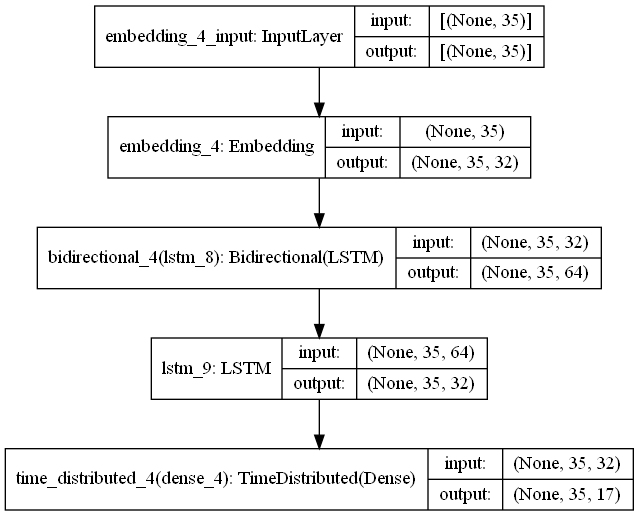 embedding_4_input: InputLayer
input: [(None, 35)]
output: [(None, 35)]
embedding_4: Embedding
input: (None, 35)
output: (None, 35, 32)
bidirectional_4(lstm_8): Bidirectional(LSTM)
input: (None, 35, 32)
output: (None, 35, 64)
lstm_9: LSTM
input: (None, 35, 64)
output: (None, 35, 32)
time_distributed_4(dense_4): TimeDistributed(Dense)
input: (None, 35, 32)
output: (None, 35, 17)